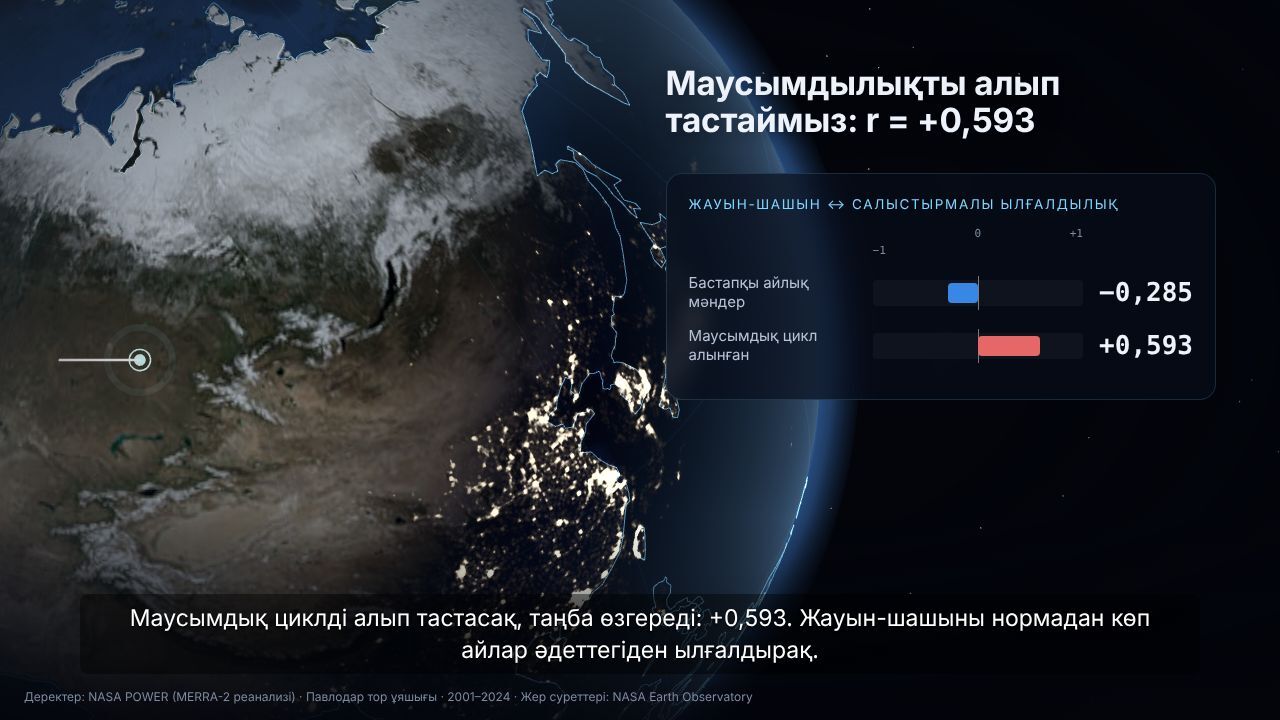 Маусымдылықты алып
тастаймыз: r = +0,593
ЖАУЫН-ШАШЫН ↔ САЛЫСТЫРМАЛЫ ЫЛҒАЛДЫЛЫҚ
0
+1
−1
Бастапқы айлық
мәндер
−0,285
Маусымдық цикл
алынған
+0,593
Маусымдық циклді алып тастасақ, таңба өзгереді: +0,593. Жауын-шашыны нормадан көп
айлар әдеттегіден ылғалдырақ.
Деректер: NASA POWER (MERRA-2 реанализі) · Павлодар тор ұяшығы · 2001–2024 · Жер суреттері: NASA Earth Observatory